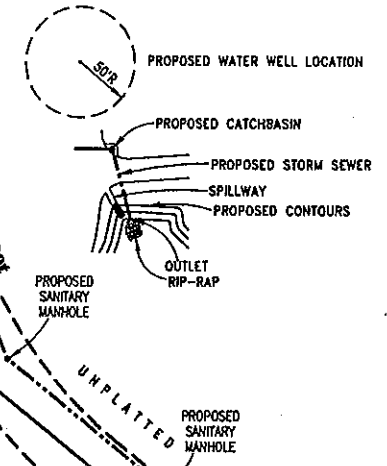 50'R
PROPOSED WATER WELL LOCATION
PROPOSED CATCHBASIN
PROPOSED STORM SEWER
SPILLWAY
PROPOSED CONTOURS
OUTLET
RIP-RAP
PROPOSED
SANITARY
MANHOLE
UNPLATTED
PROPOSED
SANITARY
MANHOLE